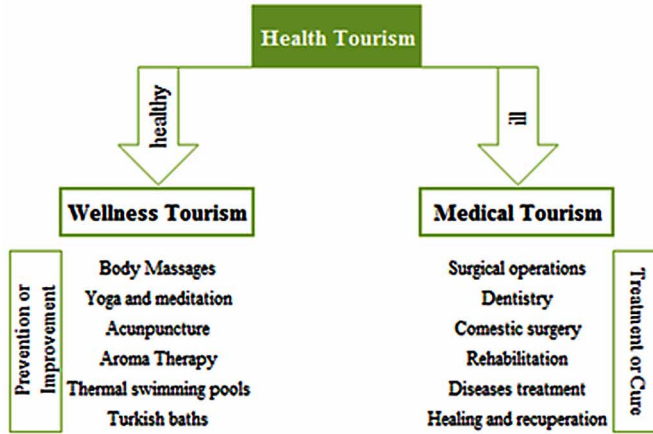 Health Tourism
healthy
ill
Wellness Tourism
Medical Tourism
Prevention or
Improvement
Body Massages
Yoga and meditation
Acunpuncture
Aroma Therapy
Thermal swimming pools
Turkish baths
Surgical operations
Dentistry
Comestic surgery
Rehabilitation
Diseases treatment
Healing and recuperation
Treatment or Cure